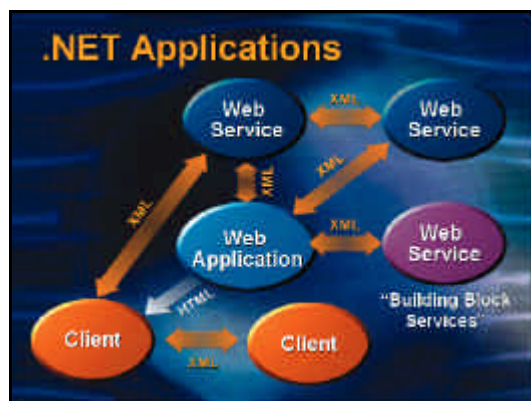 .NET Applications
Web
Service
XML
Web
Service
XML
XML
XML
Web
Application
XML
Web
Service
HTML
"Building Block
Services"
Client
XML
Client